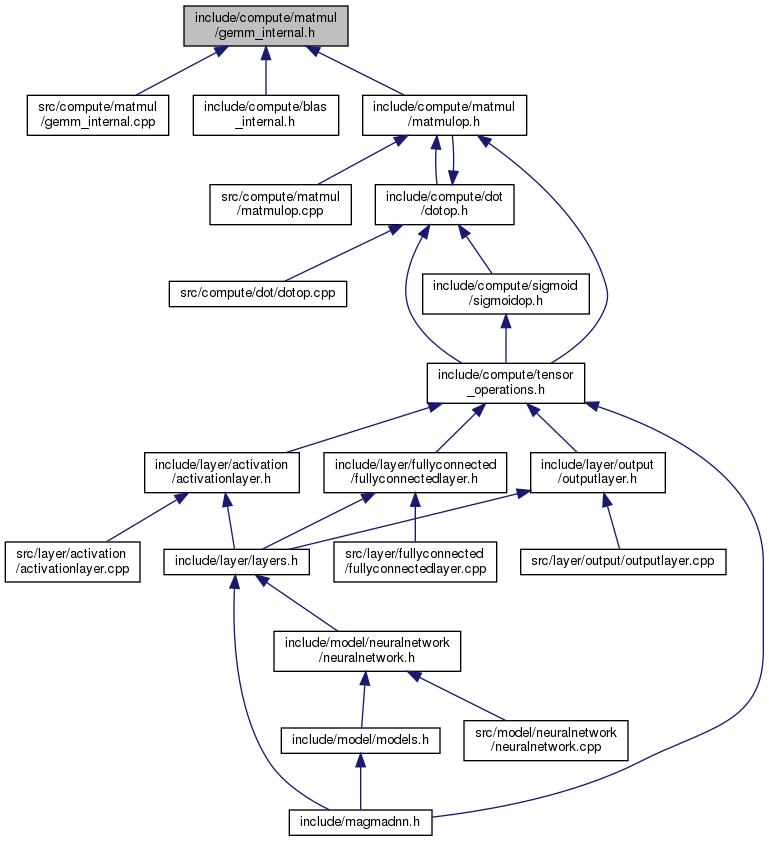 include/compute/matmul
/gemm_internal.h
src/compute/matmul
/gemm_internal.cpp
include/compute/blas
_internal.h
include/compute/matmul
/matmulop.h
src/compute/matmul
/matmulop.cpp
include/compute/dot
/dotop.h
src/compute/dot/dotop.cpp
include/compute/sigmoid
/sigmoidop.h
include/compute/tensor
_operations.h
include/layer/activation
/activationlayer.h
include/layer/fullyconnected
/fullyconnectedlayer.h
include/layer/output
/outputlayer.h
src/layer/activation
/activationlayer.cpp
include/layer/layers.h
src/layer/fullyconnected
/fullyconnectedlayer.cpp
src/layer/output/outputlayer.cpp
include/model/neuralnetwork
/neuralnetwork.h
include/model/models.h
src/model/neuralnetwork
/neuralnetwork.cpp
include/magmadnn.h